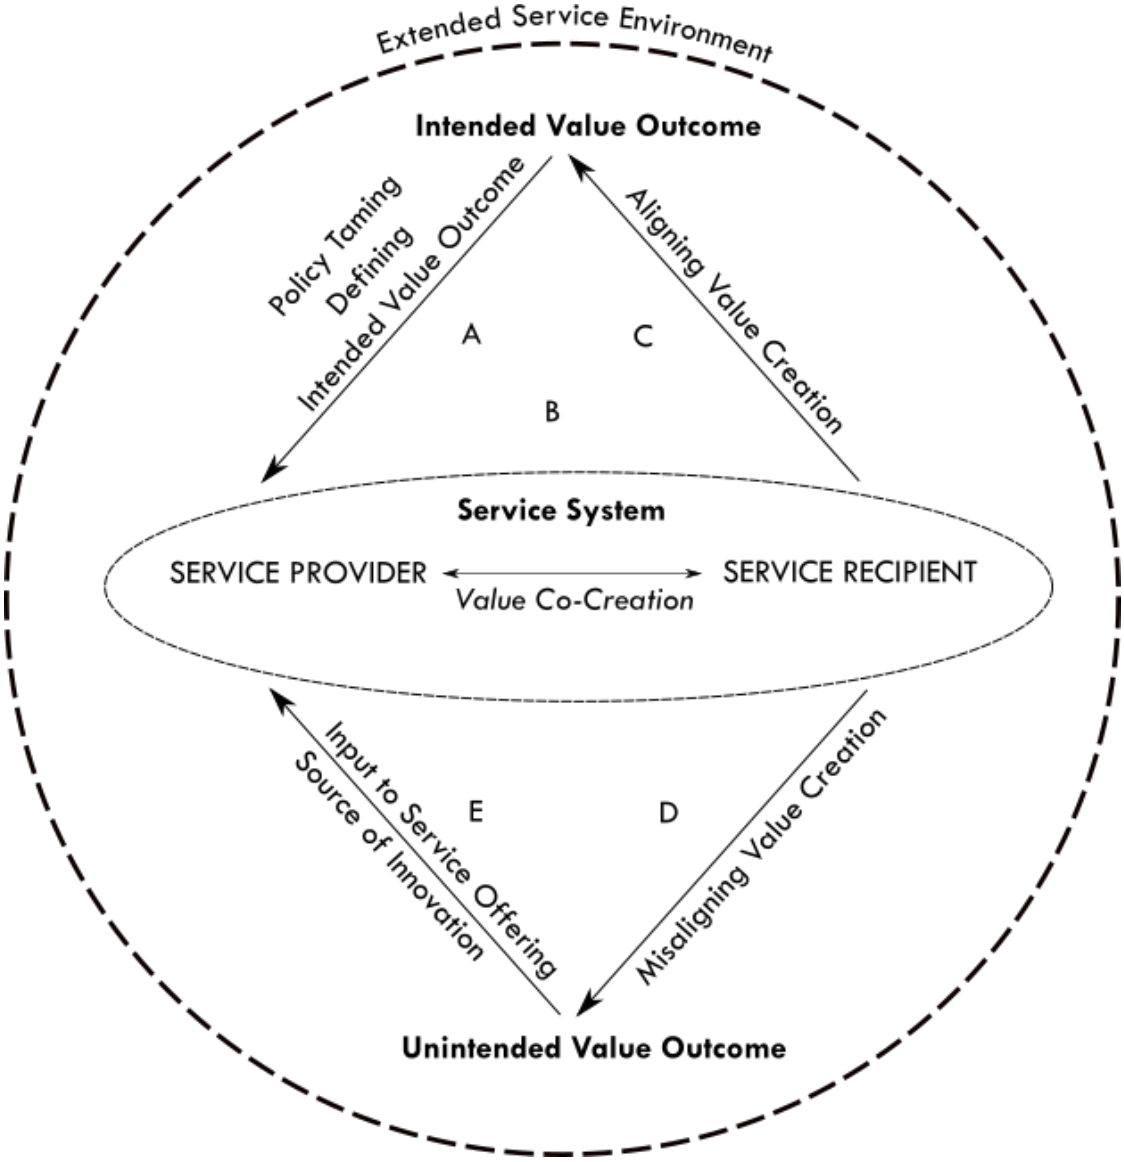 Extended Service Environment
Intended Value Outcome
Policy Taming
Defining
Intended Value Outcome
Aligning Value Creation
A
C
B
Service System
SERVICE PROVIDER
SERVICE RECIPIENT
Value Co-Creation
Input to Service Offering
Source of Innovation
E
D
Misaligning Value Creation
Unintended Value Outcome